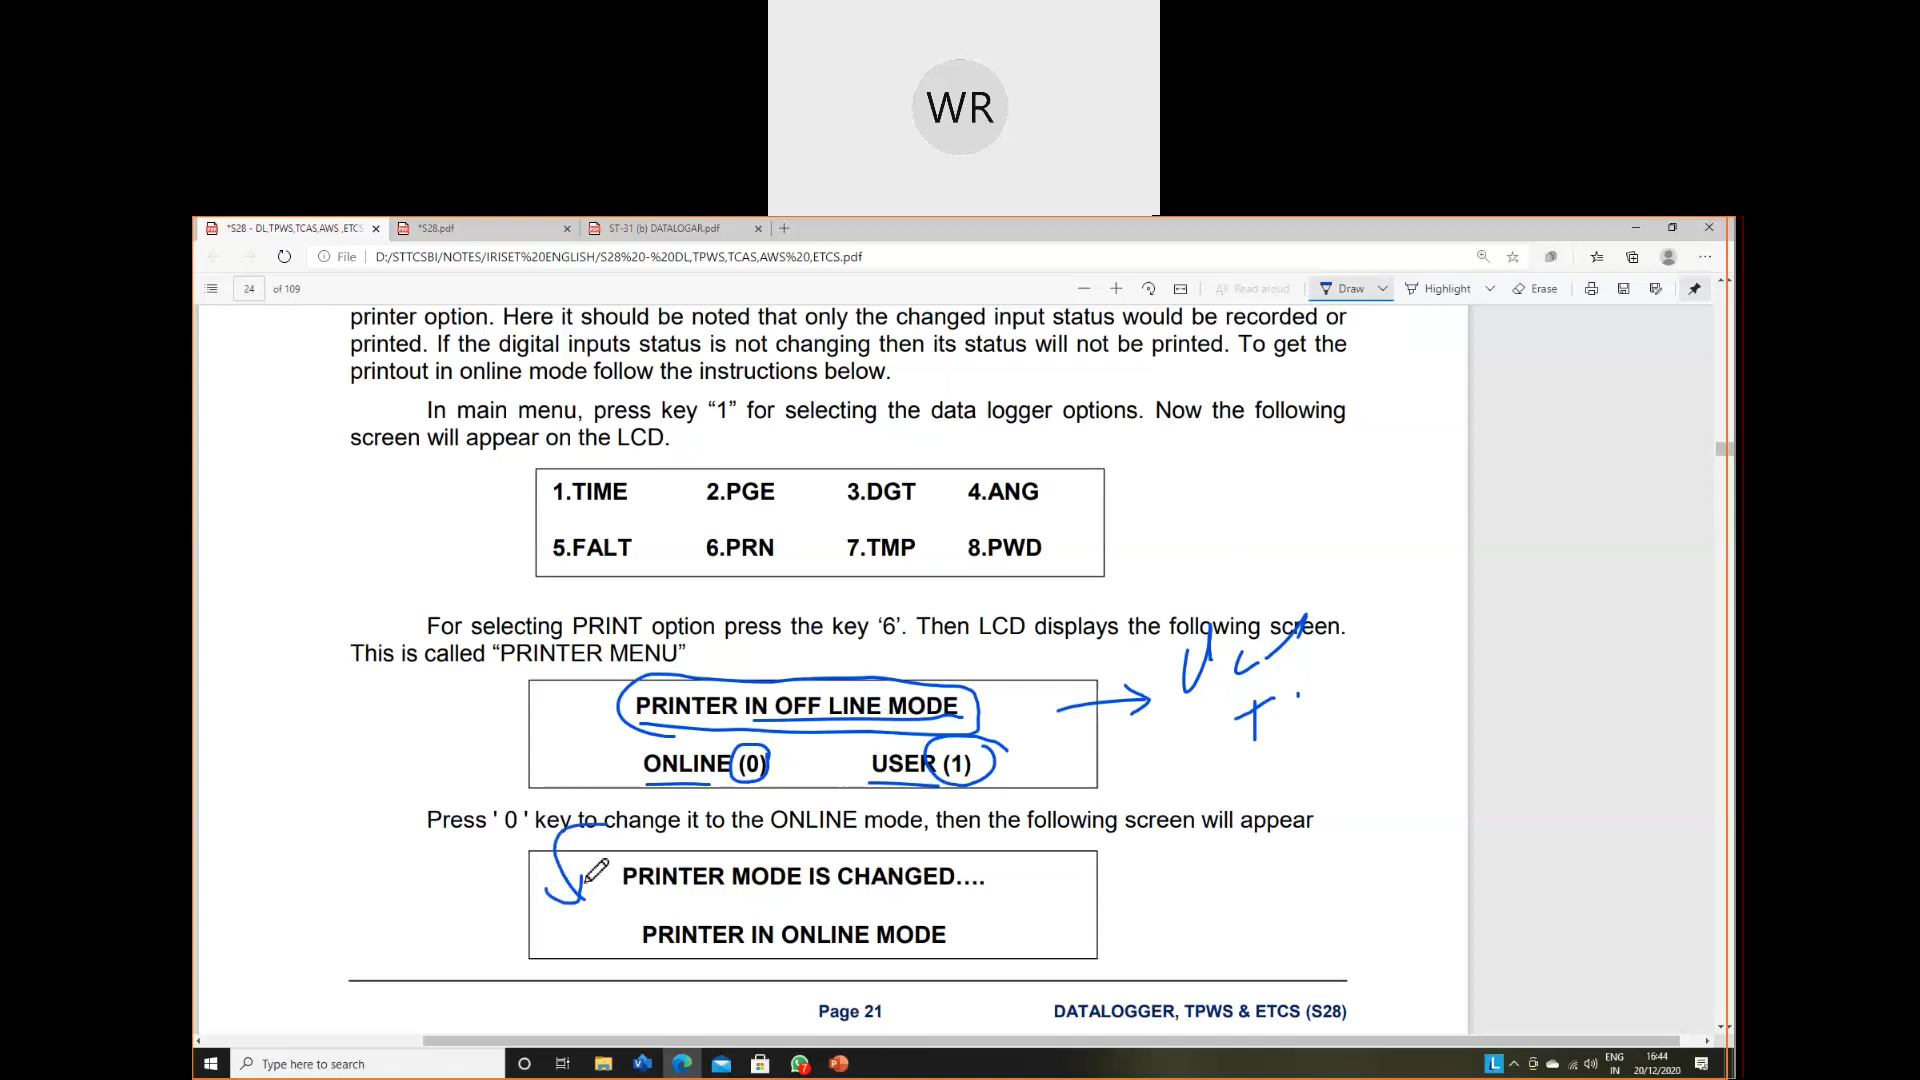 WR
*S28 - DL,TPWS,TCAS,AWS ,ETCS
*S28.pdf
ST-31 (b) DATALOGAR.pdf
File D:/STTCSBI/NOTES/IRISET%20ENGLISH/S28%20-%20DL,TPWS,TCAS,AWS%20,ETCS.pdf
24 of 109
Read aloud
Draw
Highlight
Erase
printer option. Here it should be noted that only the changed input status would be recorded or
printed. If the digital inputs status is not changing then its status will not be printed. To get the
printout in online mode follow the instructions below.
In main menu, press key “1” for selecting the data logger options. Now the following
screen will appear on the LCD.
1.TIME 2.PGE 3.DGT 4.ANG
5.FALT 6.PRN 7.TMP 8.PWD
For selecting PRINT option press the key ‘6’. Then LCD displays the following screen.
This is called “PRINTER MENU”
PRINTER IN OFF LINE MODE
ONLINE (0) USER (1)
Press ' 0 ' key to change it to the ONLINE mode, then the following screen will appear
PRINTER MODE IS CHANGED....
PRINTER IN ONLINE MODE
Page 21 DATALOGGER, TPWS & ETCS (S28)
Type here to search
7
L
ENG
IN
16:44
20/12/2020